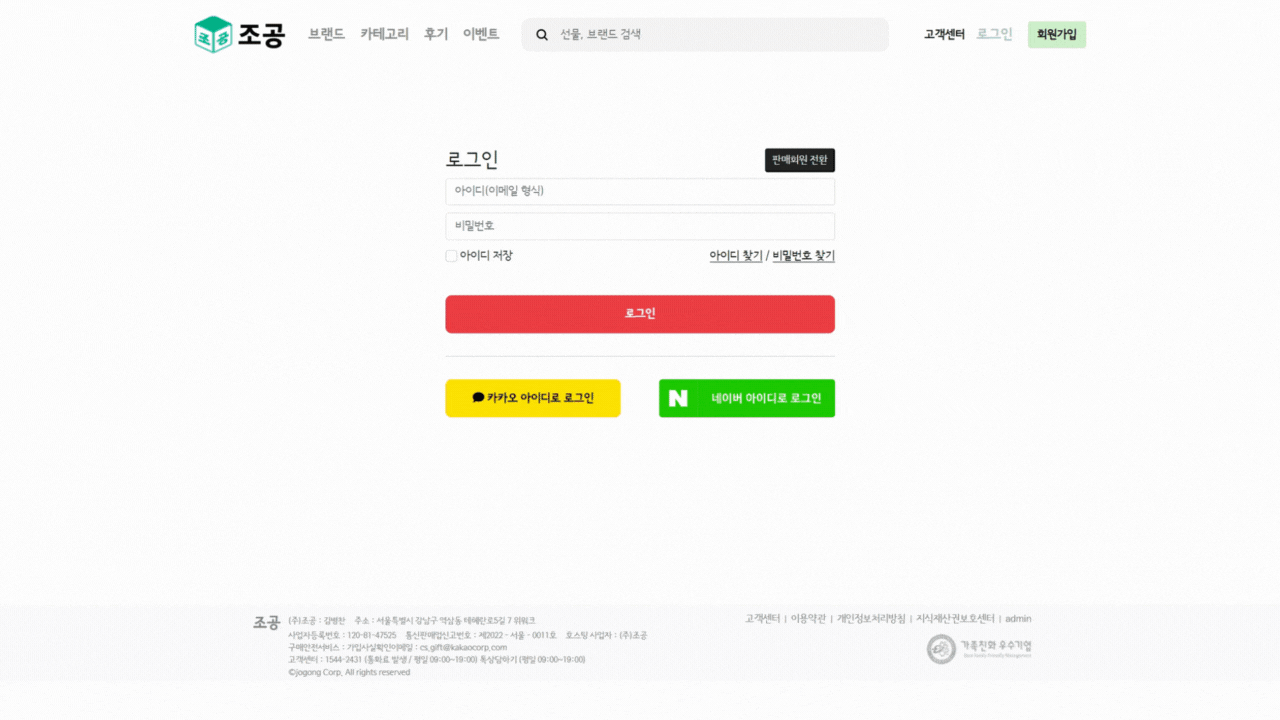 조공 조공 브랜드 카테고리 후기 이벤트 선물, 브랜드 검색 고객센터 로그인 회원가입
로그인 판매회원 전환
아이디(이메일 형식)
비밀번호
아이디 저장 아이디 찾기 / 비밀번호 찾기
로그인
카카오 아이디로 로그인 N 네이버 아이디로 로그인
조공 (주)조공 : 김병찬 주소 : 서울특별시 강남구 역삼동 테헤란로5길 7 위워크
사업자등록번호 : 120-81-47525 통신판매업신고번호 : 제2022 - 서울 - 0011호 호스팅 사업자 : (주)조공
구매안전서비스 : 가입사실확인이메일 : cs.gift@kakaocorp.com
고객센터 : 1544-2431 (통화료 발생 / 평일 09:00~19:00) 톡상담하기 (평일 09:00~19:00)
©jogong Corp, All rights reserved
고객센터 | 이용약관 | 개인정보처리방침 | 지식재산권보호센터 | admin
가족친화 우수기업